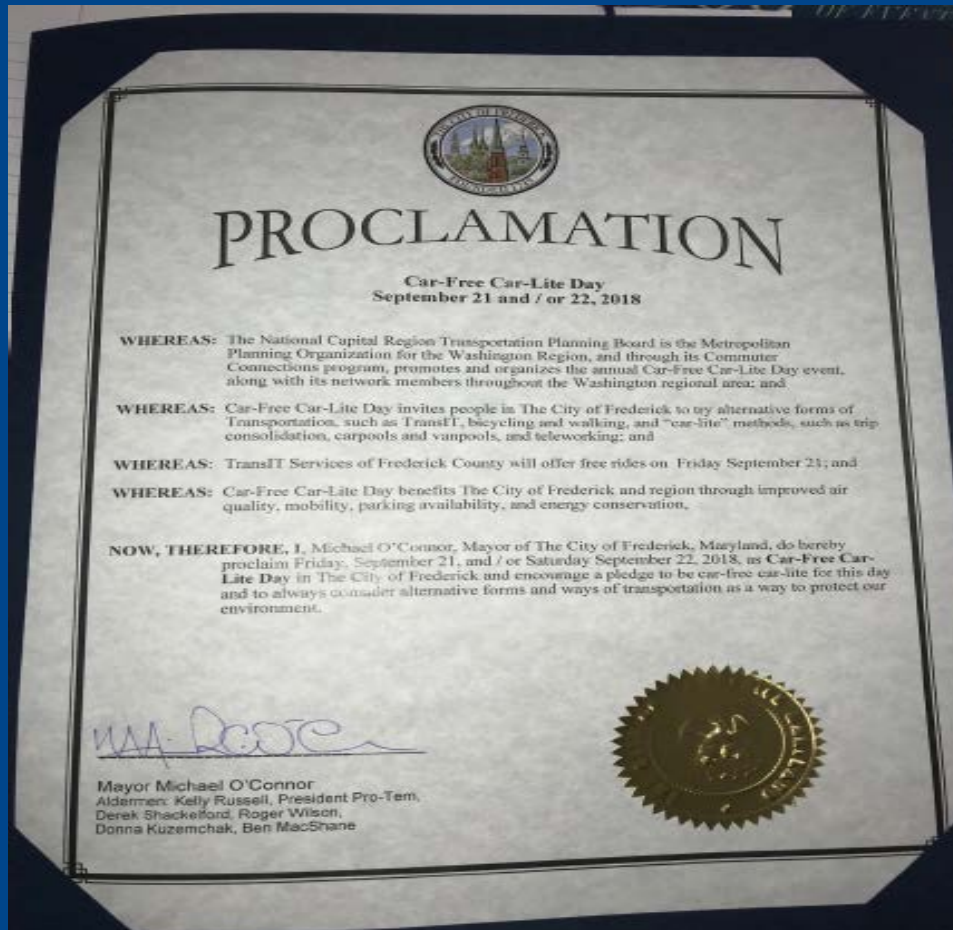 THE CITY OF FREDERICK
FOUNDED 1745
PROCLAMATION
Car-Free Car-Lite Day
September 21 and / or 22, 2018
WHEREAS: The National Capital Region Transportation Planning Board is the Metropolitan
Planning Organization for the Washington Region, and through its Commuter
Connections program, promotes and organizes the annual Car-Free Car-Lite Day event,
along with its network members throughout the Washington regional area; and
WHEREAS: Car-Free Car-Lite Day invites people in The City of Frederick to try alternative forms of
Transportation, such as TransIT, bicycling and walking, and "car-lite" methods, such as trip
consolidation, carpools and vanpools, and teleworking; and
WHEREAS: TransIT Services of Frederick County will offer free rides on Friday September 21; and
WHEREAS: Car-Free Car-Lite Day benefits The City of Frederick and region through improved air
quality, mobility, parking availability, and energy conservation,
NOW, THEREFORE, I, Michael O'Connor, Mayor of The City of Frederick, Maryland, do hereby
proclaim Friday, September 21, and / or Saturday September 22, 2018, as Car-Free Car-
Lite Day in The City of Frederick and encourage a pledge to be car-free car-lite for this day
and to always consider alternative forms and ways of transportation as a way to protect our
environment.
Mayor Michael O'Connor
Aldermen: Kelly Russell, President Pro-Tem,
Derek Shackelford, Roger Wilson,
Donna Kuzemchak, Ben MacShane